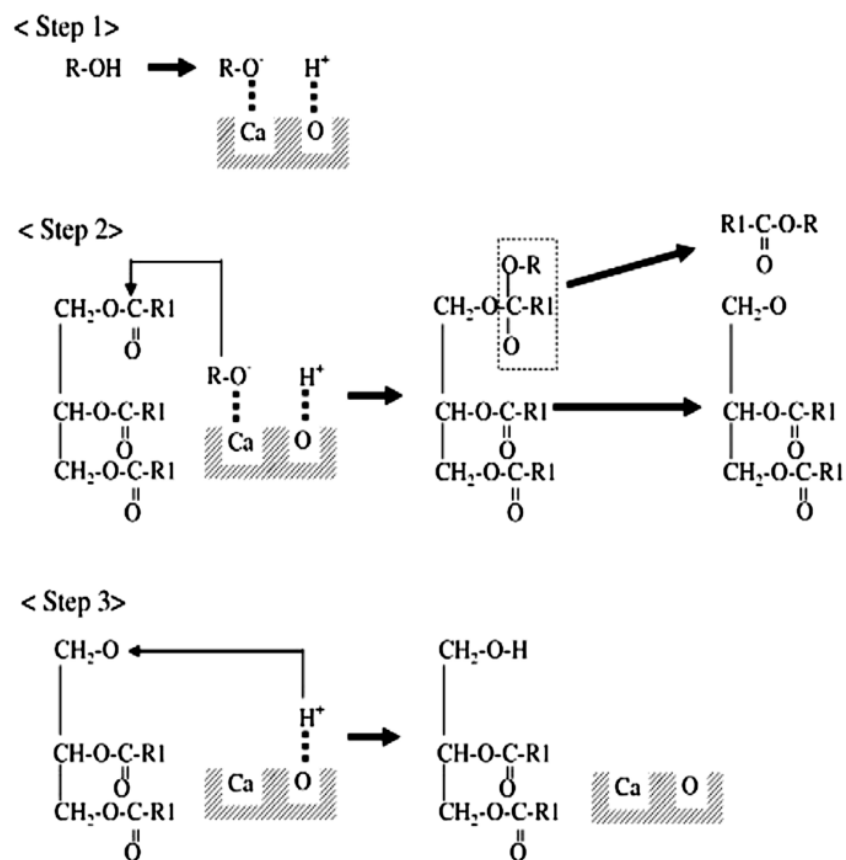 < Step 1>
R-OH R-O⁻ H⁺
Ca O
< Step 2>
R1-C-O-R
O
O-R
CH₂-O-C-R1 CH₂-O-C-R1 CH₂-O
O O
R-O⁻ H⁺
CH-O-C-R1 CH-O-C-R1 CH-O-C-R1
O Ca O O O
CH₂-O-C-R1 CH₂-O-C-R1 CH₂-O-C-R1
O O O
< Step 3>
CH₂-O CH₂-O-H
H⁺
CH-O-C-R1 CH-O-C-R1
O Ca O O Ca O
CH₂-O-C-R1 CH₂-O-C-R1
O O